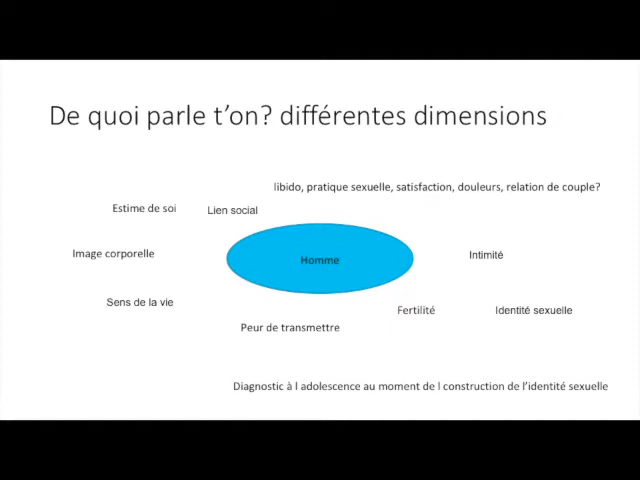 De quoi parle t’on? différentes dimensions
libido, pratique sexuelle, satisfaction, douleurs, relation de couple?
Estime de soi
Lien social
Image corporelle
Homme
Intimité
Sens de la vie
Fertilité
Identité sexuelle
Peur de transmettre
Diagnostic à l adolescence au moment de l construction de l’identité sexuelle